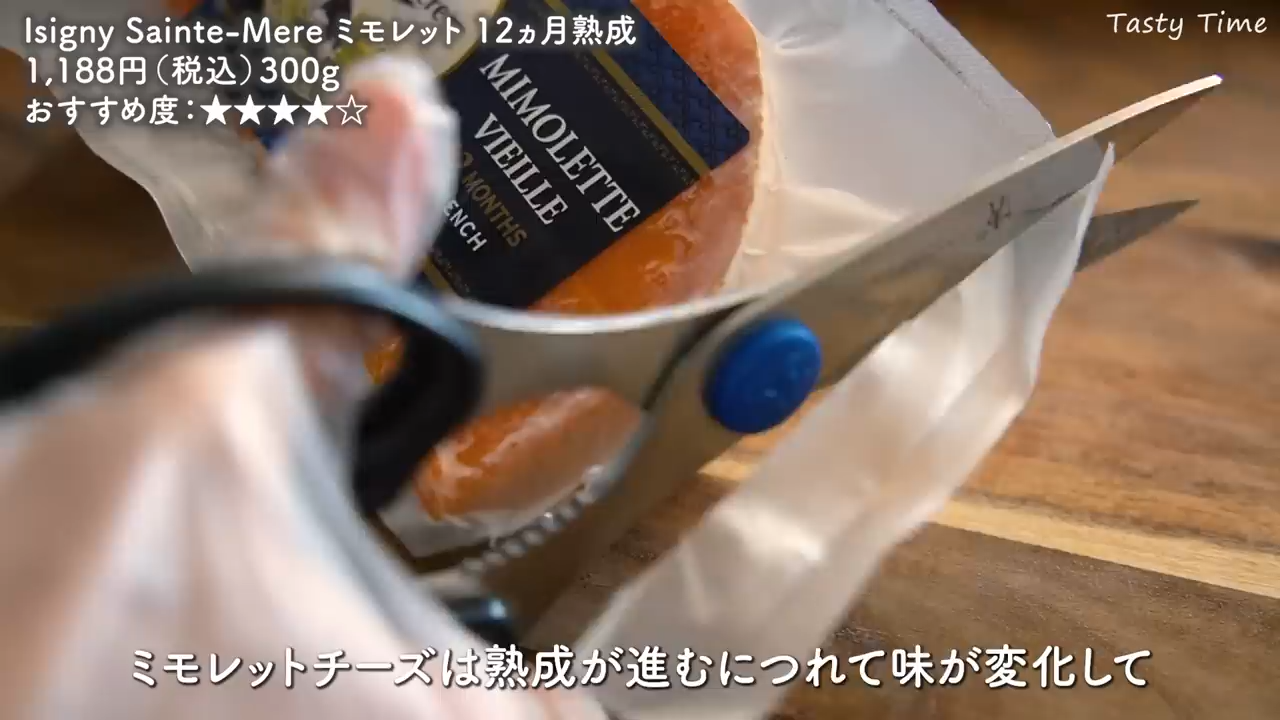 Isigny Sainte-Mere ミモレット 12ヵ月熟成
1,188円（税込）300g
おすすめ度：★★★★☆
Tasty Time
MIMOLETTE
VIEILLE
MONTHS
ミモレットチーズは熟成が進むにつれて味が変化して